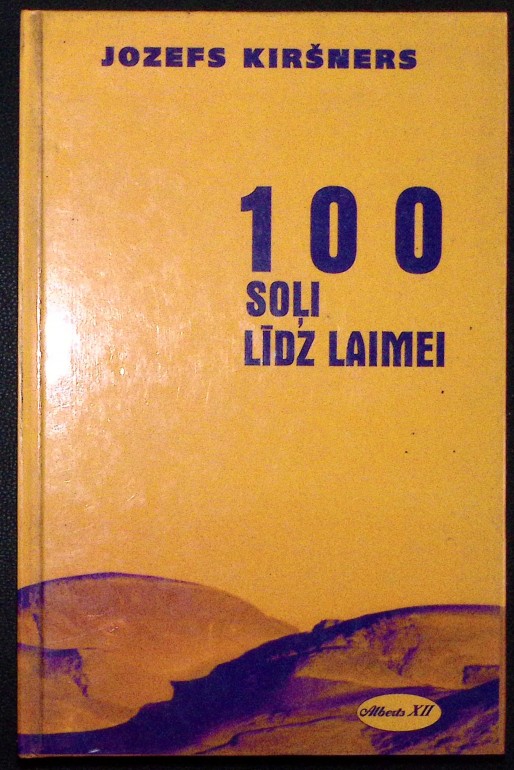 JOZEFS KIRŠNERS
100
SOĻI
LĪDZ LAIMEI
Alberts XII